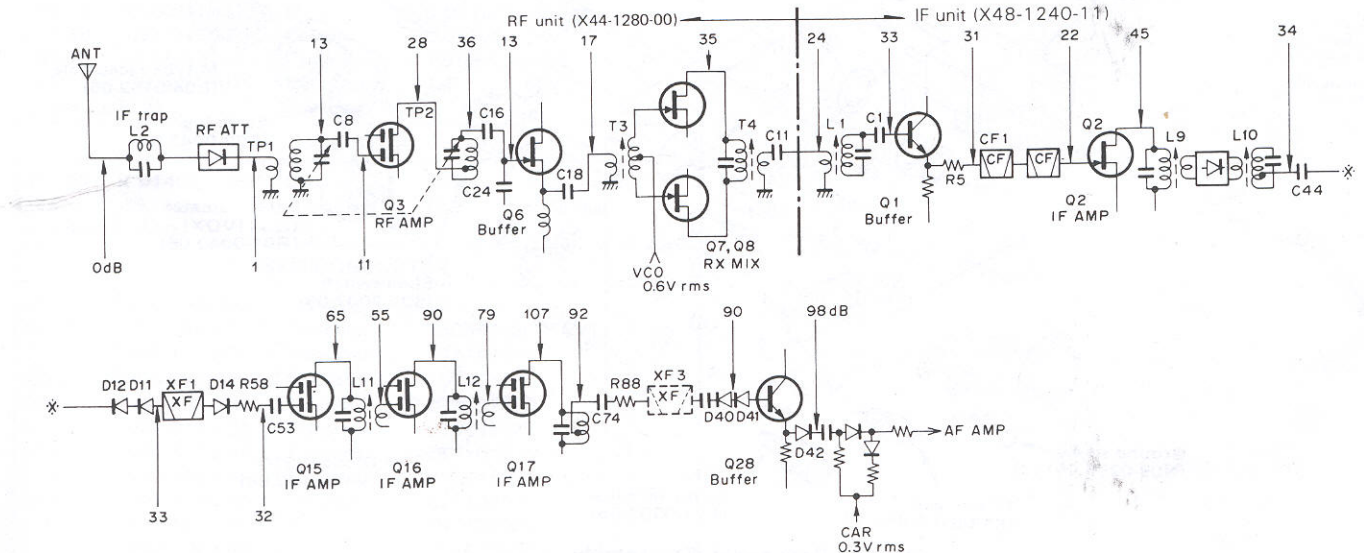 RF unit (X44-1280-00)
IF unit (X48-1240-11)
13
28
36
13
17
35
24
33
31
22
45
34
ANT
IF trap
L2
RF ATT
TP1
C8
TP2
C16
T3
T4
C11
L1
C1
CF1
CF
CF
Q2
L9
L10
C24
C18
R5
C44
※
Q3
RF AMP
Q6
Buffer
Q7, Q8
RX MIX
Q1
Buffer
Q2
IF AMP
0dB
1
11
VCO
0.6V rms
65
55
90
79
107
92
90
98dB
※
D12
D11
XF1
XF
D14
R58
C53
L11
L12
C74
R88
XF3
XF
D40
D41
D42
AF AMP
Q15
IF AMP
Q16
IF AMP
Q17
IF AMP
Q28
Buffer
33
32
CAR
0.3V rms